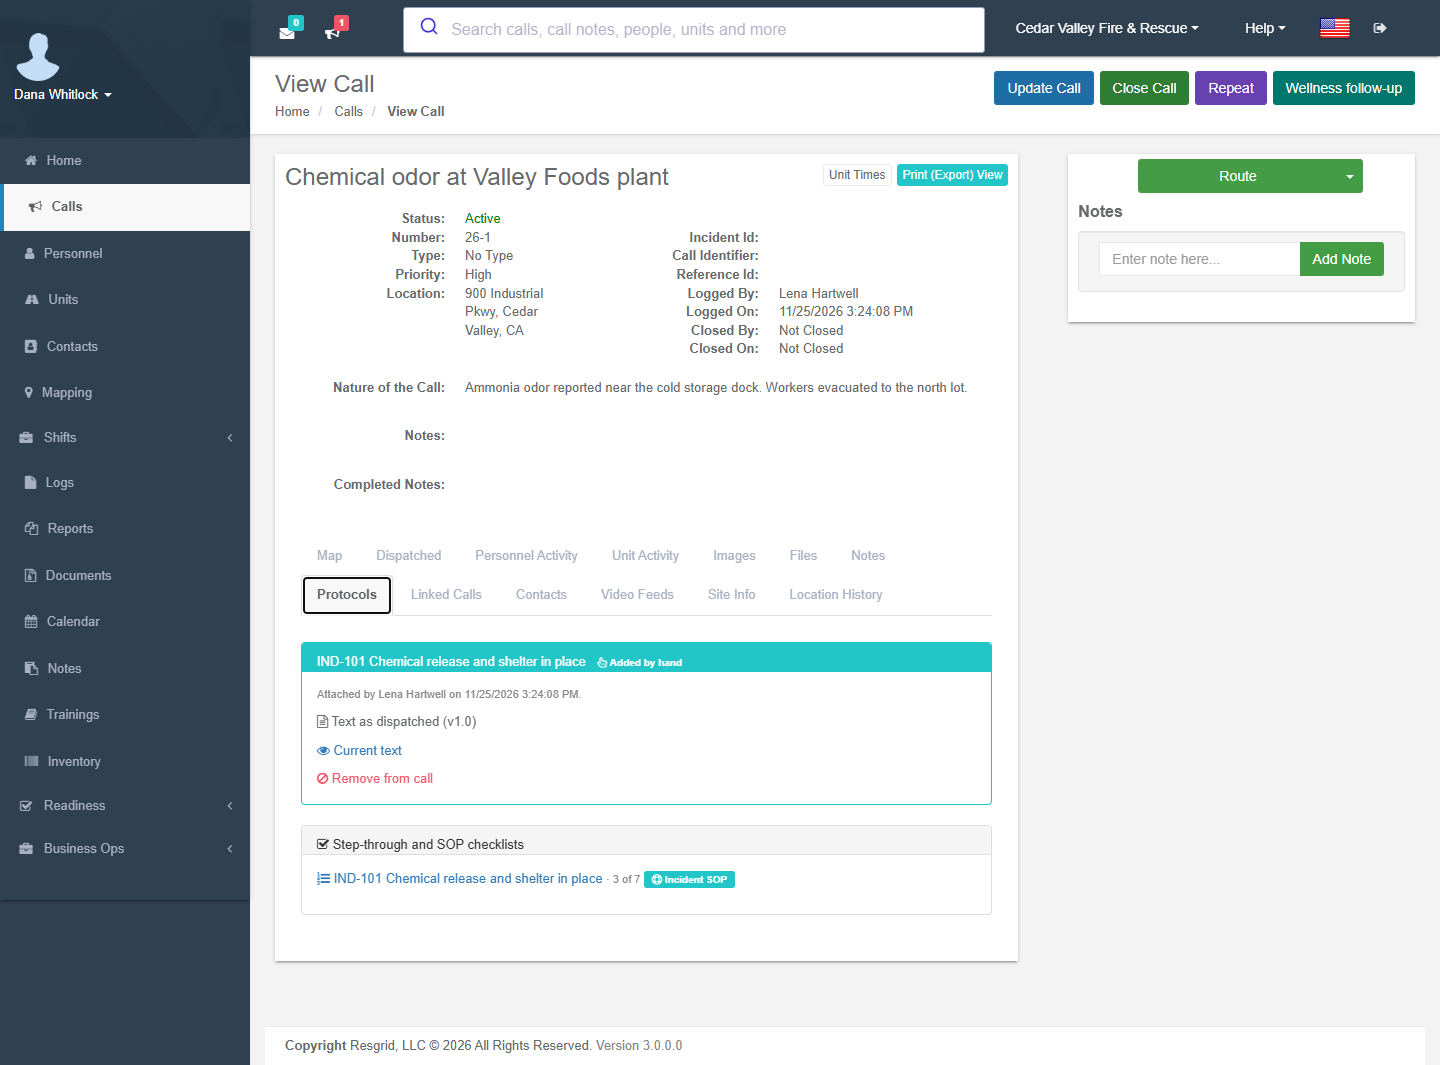 0
1
Search calls, call notes, people, units and more
Cedar Valley Fire & Rescue
Help
Dana Whitlock
Home
Calls
Personnel
Units
Contacts
Mapping
Shifts
Logs
Reports
Documents
Calendar
Notes
Trainings
Inventory
Readiness
Business Ops
View Call
Home / Calls / View Call
Update Call
Close Call
Repeat
Wellness follow-up
Chemical odor at Valley Foods plant
Unit Times
Print (Export) View
Status: Active
Number: 26-1
Type: No Type
Priority: High
Location: 900 Industrial
Pkwy, Cedar
Valley, CA
Incident Id:
Call Identifier:
Reference Id:
Logged By: Lena Hartwell
Logged On: 11/25/2026 3:24:08 PM
Closed By: Not Closed
Closed On: Not Closed
Nature of the Call: Ammonia odor reported near the cold storage dock. Workers evacuated to the north lot.
Notes:
Completed Notes:
Map Dispatched Personnel Activity Unit Activity Images Files Notes
Protocols Linked Calls Contacts Video Feeds Site Info Location History
IND-101 Chemical release and shelter in place Added by hand
Attached by Lena Hartwell on 11/25/2026 3:24:08 PM.
Text as dispatched (v1.0)
Current text
Remove from call
Step-through and SOP checklists
IND-101 Chemical release and shelter in place · 3 of 7 Incident SOP
Route
Notes
Enter note here...
Add Note
Copyright Resgrid, LLC © 2026 All Rights Reserved. Version 3.0.0.0